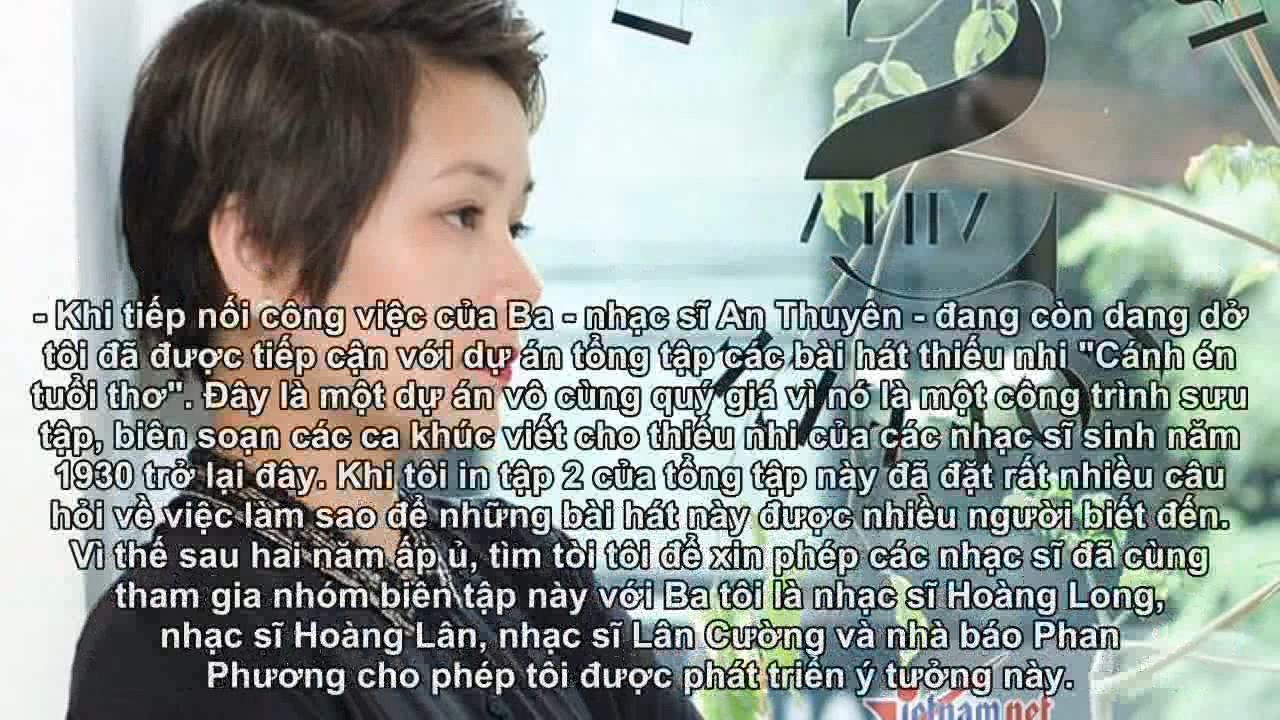 - Khi tiếp nối công việc của Ba - nhạc sĩ An Thuyên - đang còn dang dở
tôi đã được tiếp cận với dự án tổng tập các bài hát thiếu nhi "Cánh én
tuổi thơ". Đây là một dự án vô cùng quý giá vì nó là một công trình sưu
tập, biên soạn các ca khúc viết cho thiếu nhi của các nhạc sĩ sinh năm
1930 trở lại đây. Khi tôi in tập 2 của tổng tập này đã đặt rất nhiều câu
hỏi về việc làm sao để những bài hát này được nhiều người biết đến.
Vì thế sau hai năm ấp ủ, tìm tòi tôi để xin phép các nhạc sĩ đã cùng
tham gia nhóm biên tập này với Ba tôi là nhạc sĩ Hoàng Long,
nhạc sĩ Hoàng Lân, nhạc sĩ Lân Cường và nhà báo Phan
Phương cho phép tôi được phát triển ý tưởng này.
ietnamnet